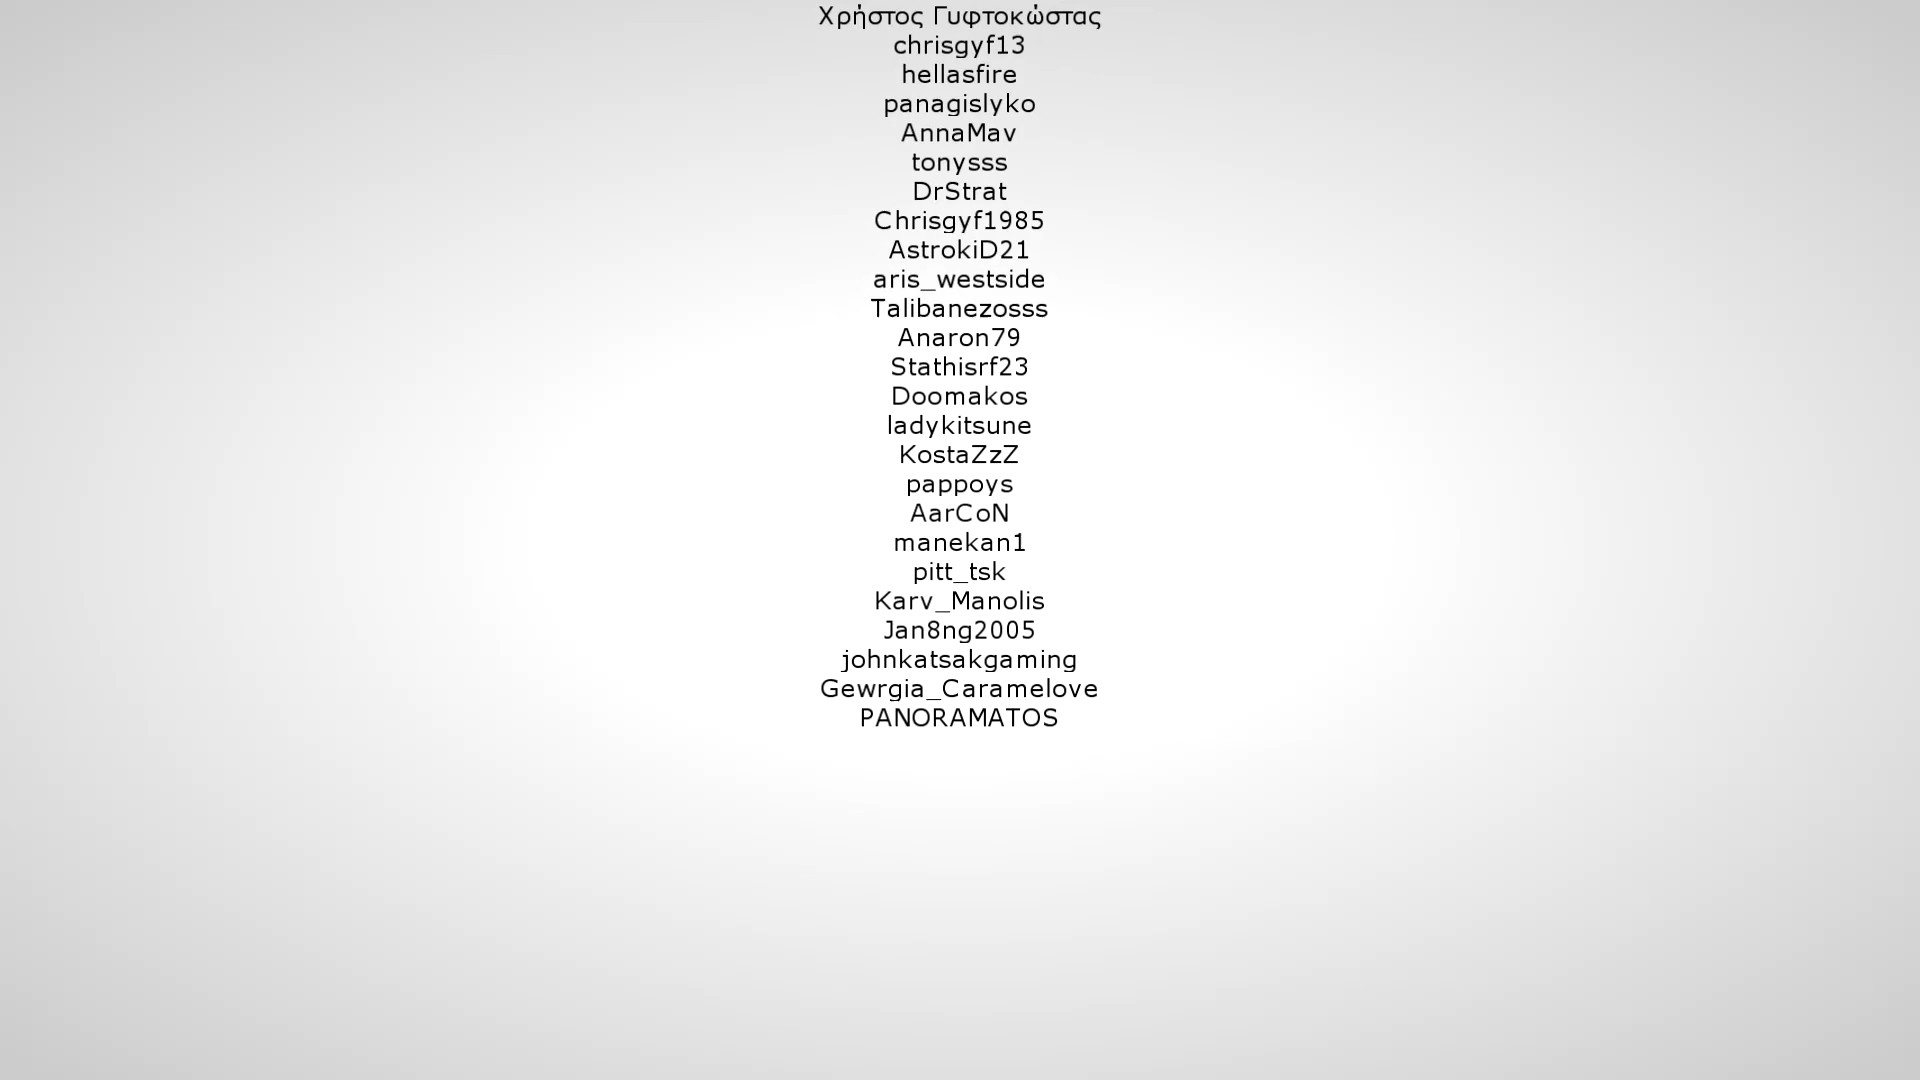 Χρήστος Γυφτοκώστας
chrisgyf13
hellasfire
panagislyko
AnnaMav
tonysss
DrStrat
Chrisgyf1985
AstrokiD21
aris_westside
Talibanezosss
Anaron79
Stathisrf23
Doomakos
ladykitsune
KostaZzZ
pappoys
AarCoN
manekan1
pitt_tsk
Karv_Manolis
Jan8ng2005
johnkatsakgaming
Gewrgia_Caramelove
PANORAMATOS